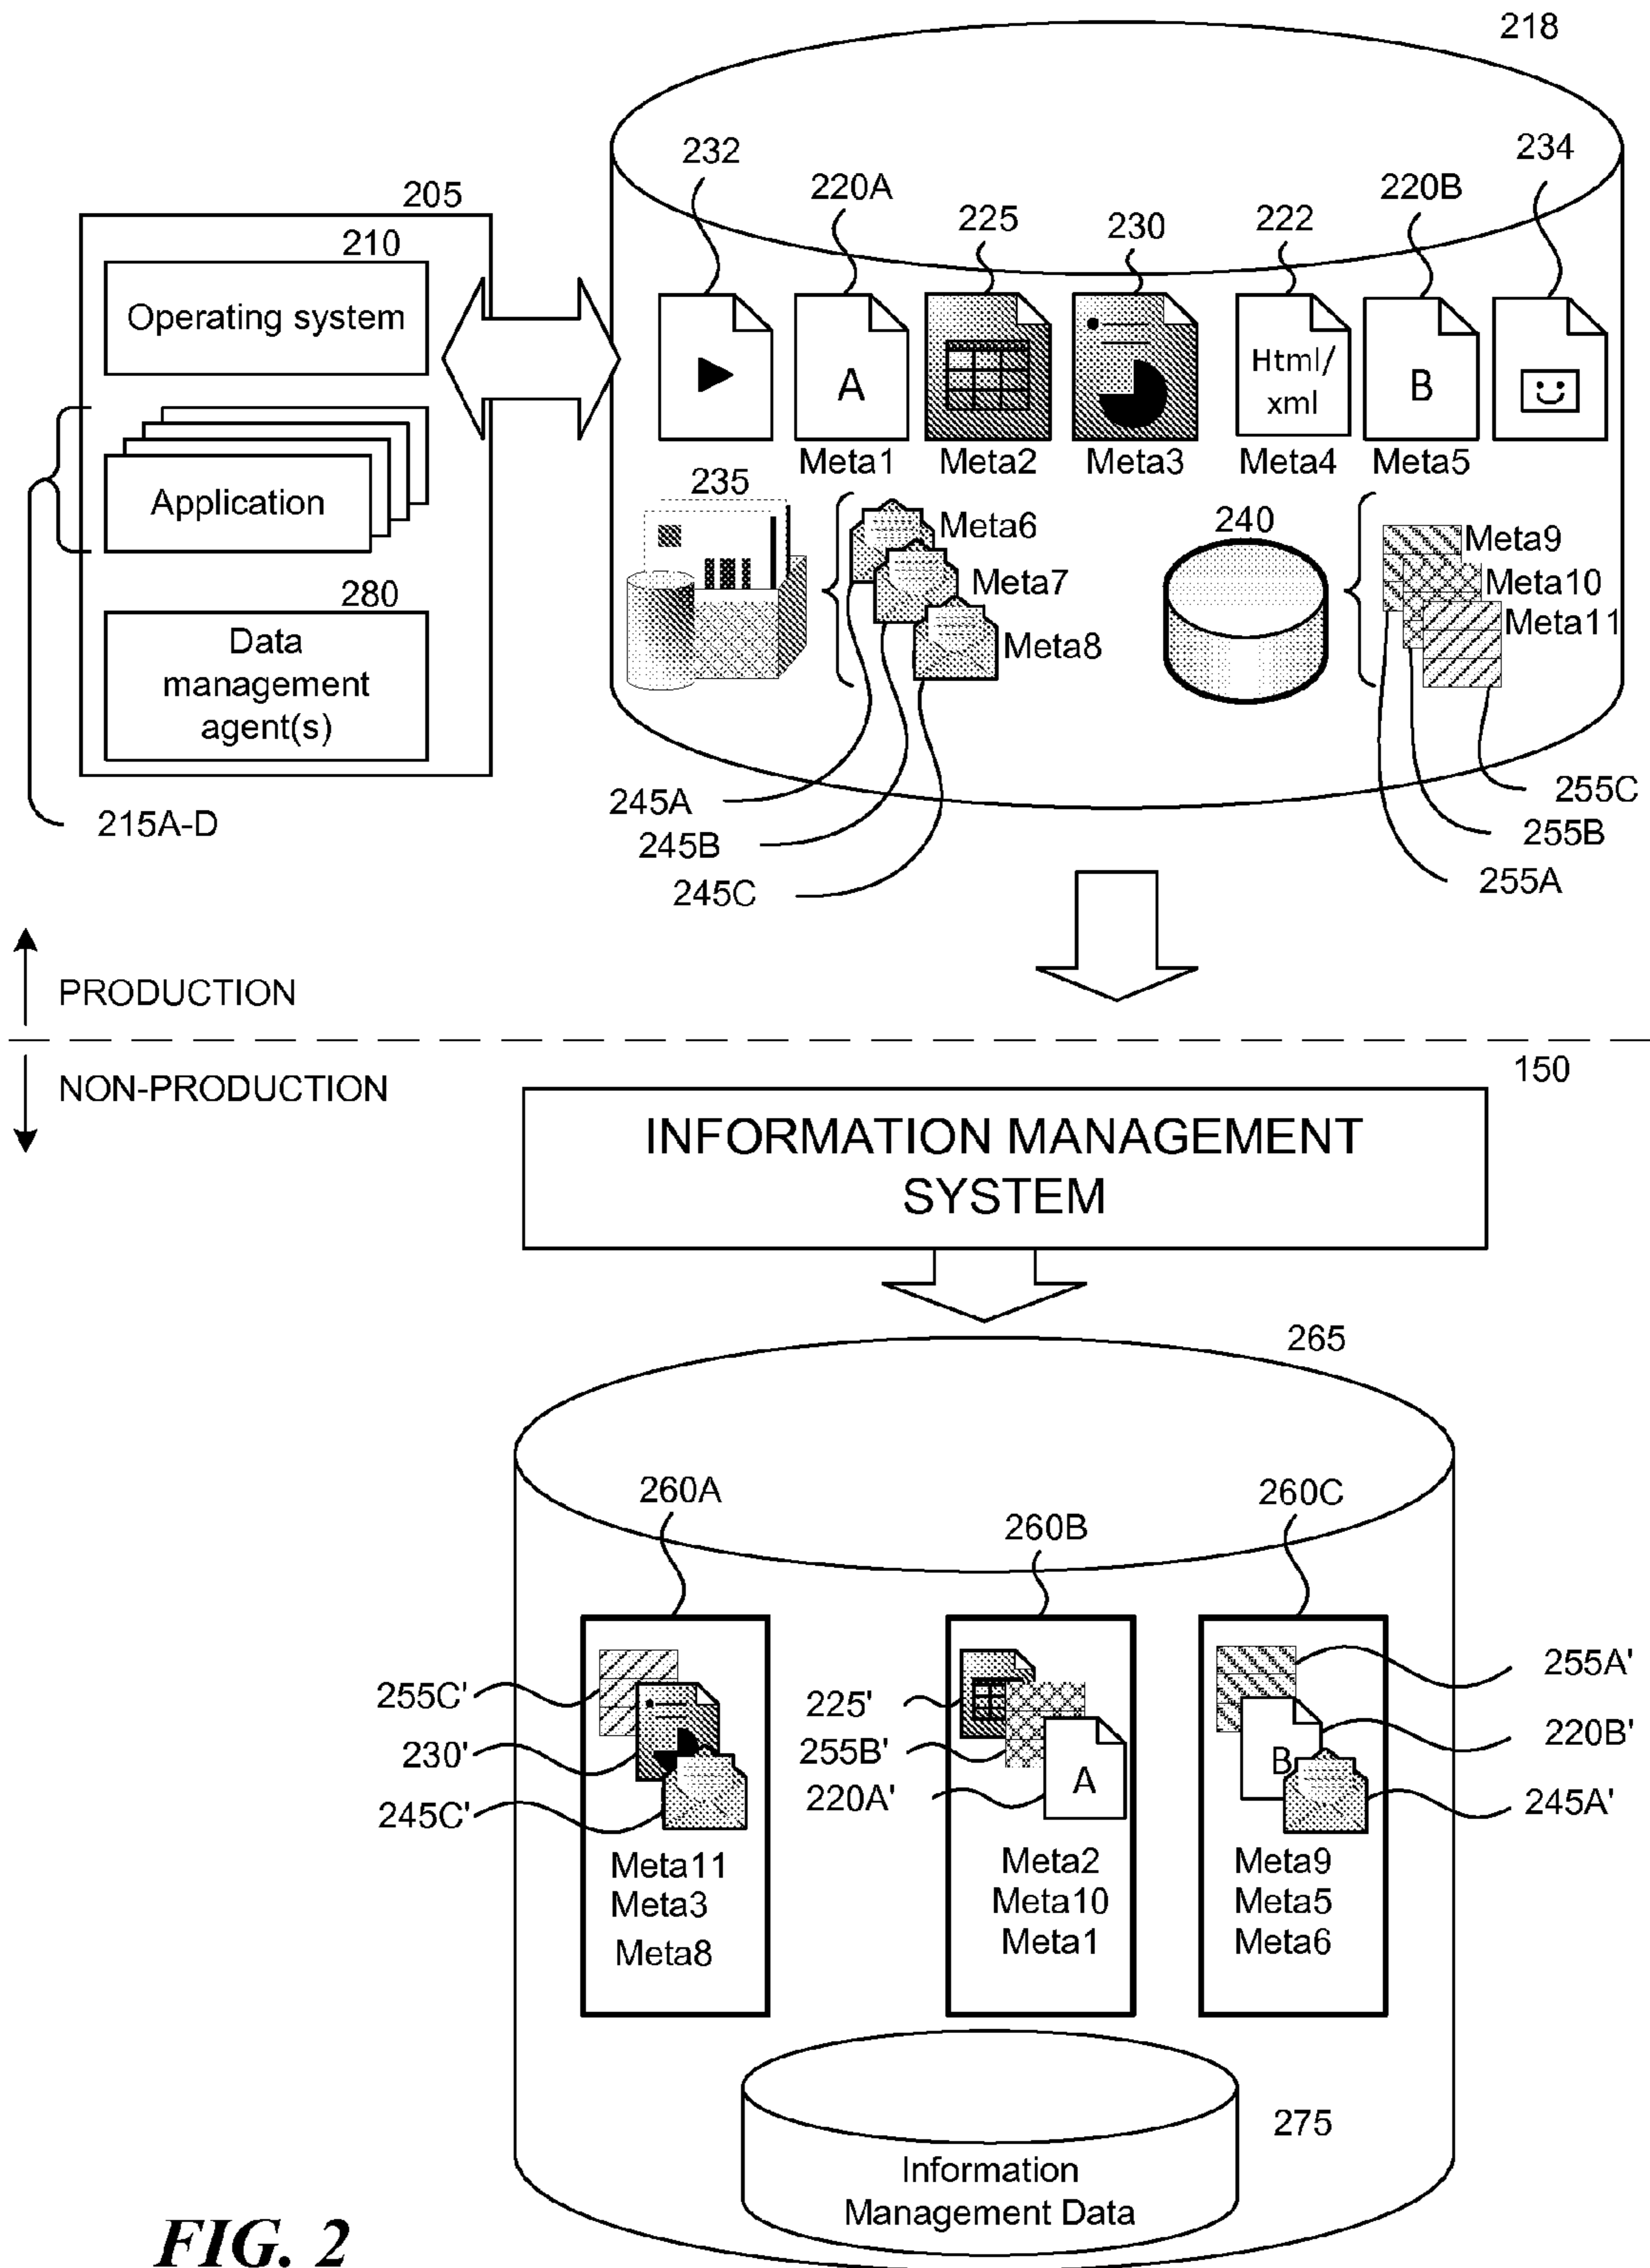 218
232
234
220A
220B
205
225
230
222
210
Operating system
A
Html/
xml
B
Meta1
Meta2
Meta3
Meta4
Meta5
Application
235
Meta6
Meta7
Meta8
240
Meta9
Meta10
Meta11
280
Data
management
agent(s)
215A-D
245A
245B
245C
255C
255B
255A
PRODUCTION
NON-PRODUCTION
150
INFORMATION MANAGEMENT
SYSTEM
265
260A
260B
260C
255C'
230'
245C'
225'
255B'
220A'
A
B
255A'
220B'
245A'
Meta11
Meta3
Meta8
Meta2
Meta10
Meta1
Meta9
Meta5
Meta6
275
Information
Management Data
FIG. 2